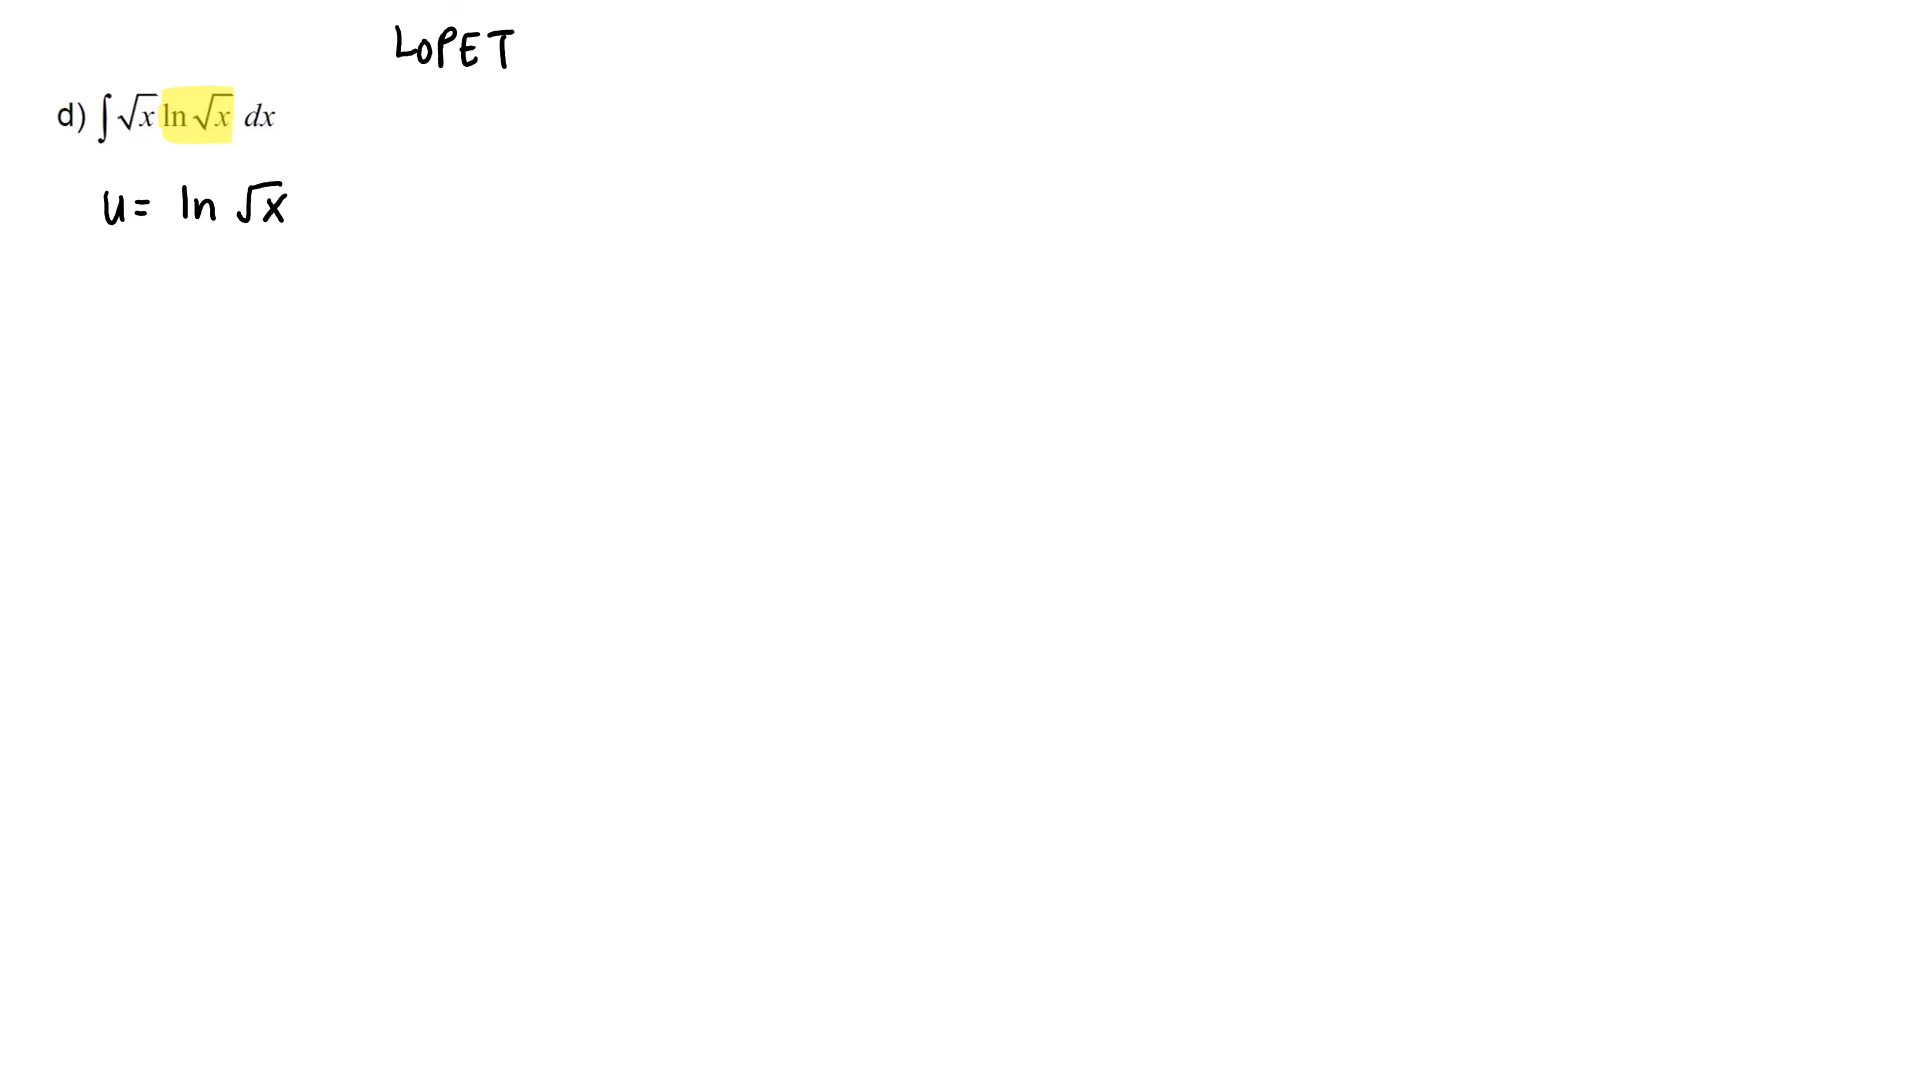 LOPET
d) ∫√x ln √x dx
u = ln √x